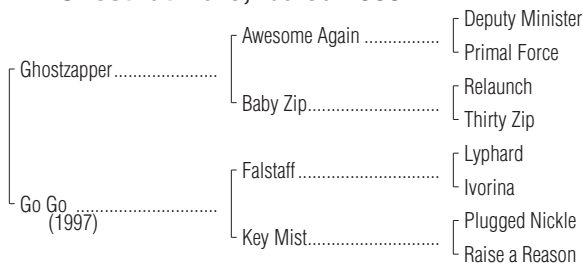 Deputy Minister
Awesome Again ..................
Primal Force
Ghostzapper.........................
Relaunch
Baby Zip................................
Thirty Zip
Lyphard
Falstaff ..................................
Ivorina
Go Go ..................................
(1997)
Plugged Nickle
Key Mist................................
Raise a Reason